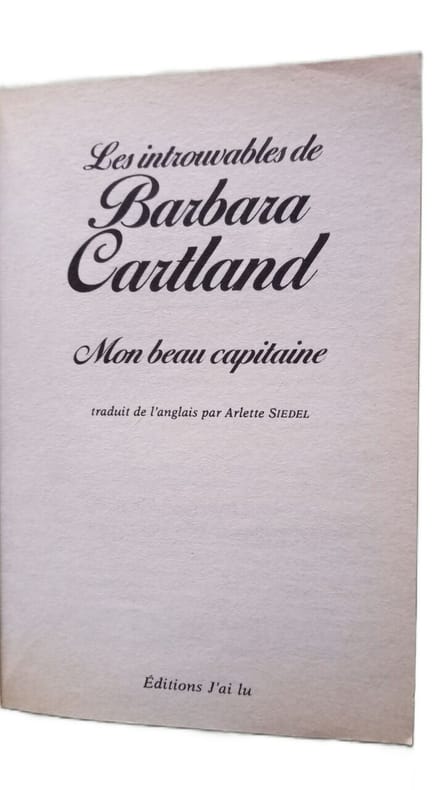 Les introuvables de
Barbara
Cartland
Mon beau capitaine
traduit de l'anglais par Arlette SIEDEL
Éditions J'ai lu